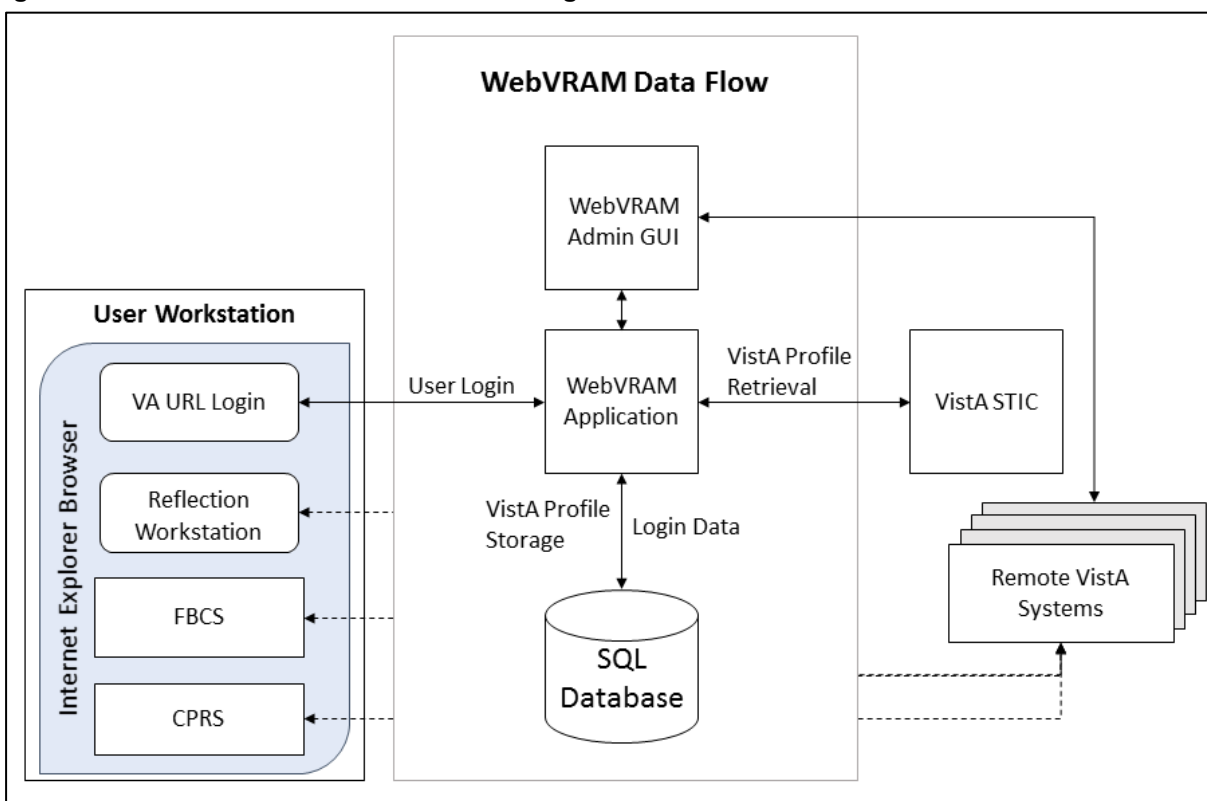 WebVRAM Data Flow
WebVRAM
Admin GUI
User Workstation
Internet Explorer Browser
VA URL Login
User Login
WebVRAM
Application
VistA Profile
Retrieval
VistA STIC
Reflection
Workstation
VistA Profile
Storage
Login Data
FBCS
SQL
Database
Remote VistA
Systems
CPRS